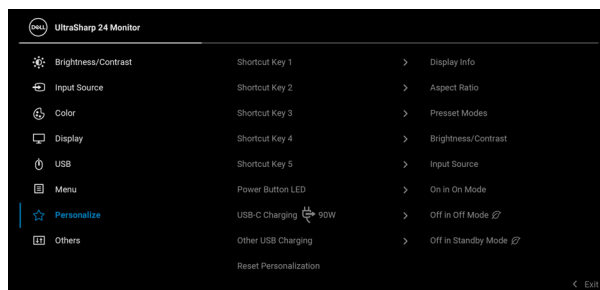 DELL UltraSharp 24 Monitor
Brightness/Contrast Shortcut Key 1 > Display Info
Input Source Shortcut Key 2 > Aspect Ratio
Color Shortcut Key 3 > Presset Modes
Display Shortcut Key 4 > Brightness/Contrast
USB Shortcut Key 5 > Input Source
Menu Power Button LED > On in On Mode
Personalize USB-C Charging 90W > Off in Off Mode
Others Other USB Charging > Off in Standby Mode
Reset Personalization
< Exit